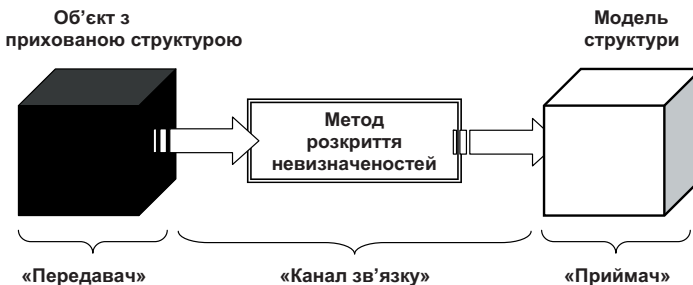 Об’єкт з
прихованою структурою
Модель
структури
Метод
розкриття
невизначеностей
«Передавач»
«Канал зв’язку»
«Приймач»